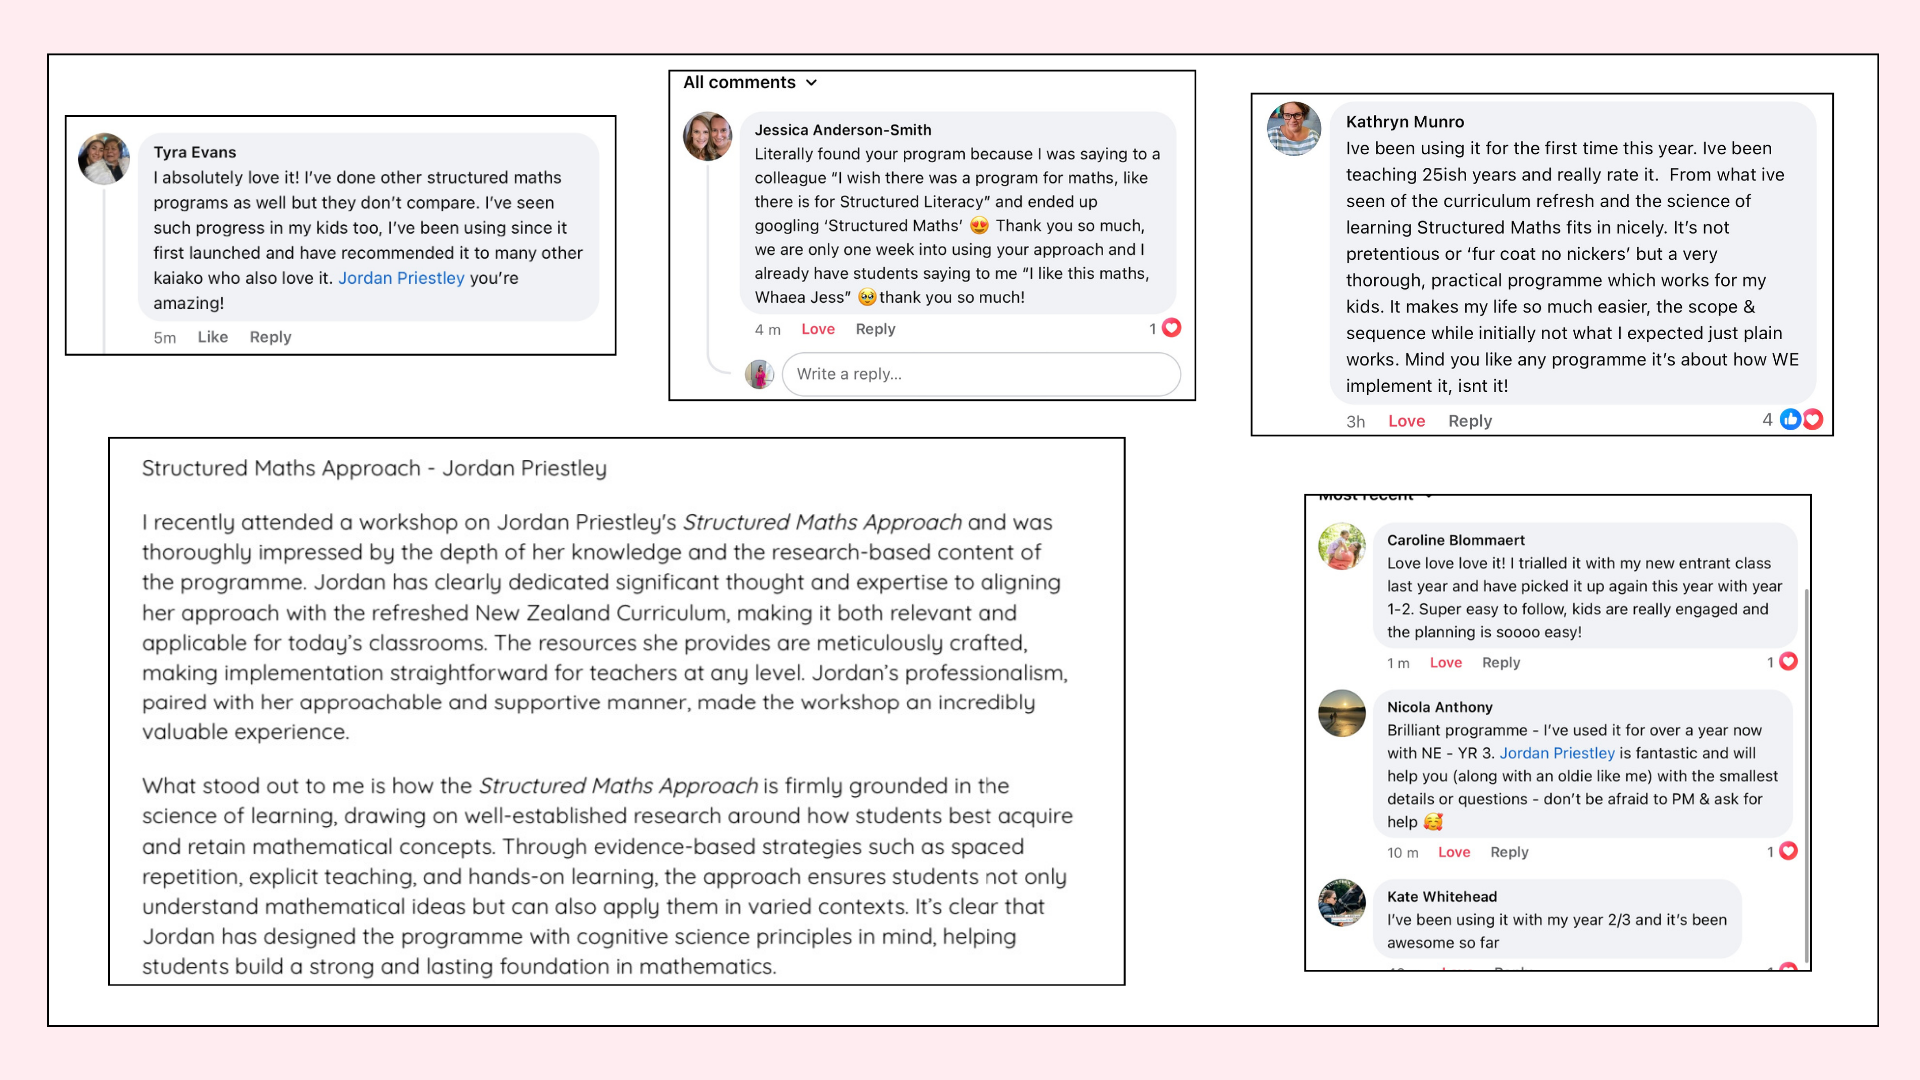 Tyra Evans
I absolutely love it! I’ve done other structured maths
programs as well but they don’t compare. I’ve seen
such progress in my kids too, I’ve been using since it
first launched and have recommended it to many other
kaiako who also love it. Jordan Priestley you’re
amazing!
5m Like Reply
All comments
Jessica Anderson-Smith
Literally found your program because I was saying to a
colleague “I wish there was a program for maths, like
there is for Structured Literacy” and ended up
googling ‘Structured Maths’ 😍 Thank you so much,
we are only one week into using your approach and I
already have students saying to me “I like this maths,
Whaea Jess” 🥹thank you so much!
4 m Love Reply 1
Write a reply...
Kathryn Munro
Ive been using it for the first time this year. Ive been
teaching 25ish years and really rate it.  From what ive
seen of the curriculum refresh and the science of
learning Structured Maths fits in nicely. It’s not
pretentious or ‘fur coat no nickers’ but a very
thorough, practical programme which works for my
kids. It makes my life so much easier, the scope &
sequence while initially not what I expected just plain
works. Mind you like any programme it’s about how WE
implement it, isnt it!
3h Love Reply 4
Structured Maths Approach - Jordan Priestley
I recently attended a workshop on Jordan Priestley's Structured Maths Approach and was
thoroughly impressed by the depth of her knowledge and the research-based content of
the programme. Jordan has clearly dedicated significant thought and expertise to aligning
her approach with the refreshed New Zealand Curriculum, making it both relevant and
applicable for today’s classrooms. The resources she provides are meticulously crafted,
making implementation straightforward for teachers at any level. Jordan’s professionalism,
paired with her approachable and supportive manner, made the workshop an incredibly
valuable experience.
What stood out to me is how the Structured Maths Approach is firmly grounded in the
science of learning, drawing on well-established research around how students best acquire
and retain mathematical concepts. Through evidence-based strategies such as spaced
repetition, explicit teaching, and hands-on learning, the approach ensures students not only
understand mathematical ideas but can also apply them in varied contexts. It’s clear that
Jordan has designed the programme with cognitive science principles in mind, helping
students build a strong and lasting foundation in mathematics.
Most recent
Caroline Blommaert
Love love love it! I trialled it with my new entrant class
last year and have picked it up again this year with year
1-2. Super easy to follow, kids are really engaged and
the planning is soooo easy!
1 m Love Reply 1
Nicola Anthony
Brilliant programme - I’ve used it for over a year now
with NE - YR 3. Jordan Priestley is fantastic and will
help you (along with an oldie like me) with the smallest
details or questions - don’t be afraid to PM & ask for
help 🥰
10 m Love Reply 1
Kate Whitehead
I’ve been using it with my year 2/3 and it’s been
awesome so far